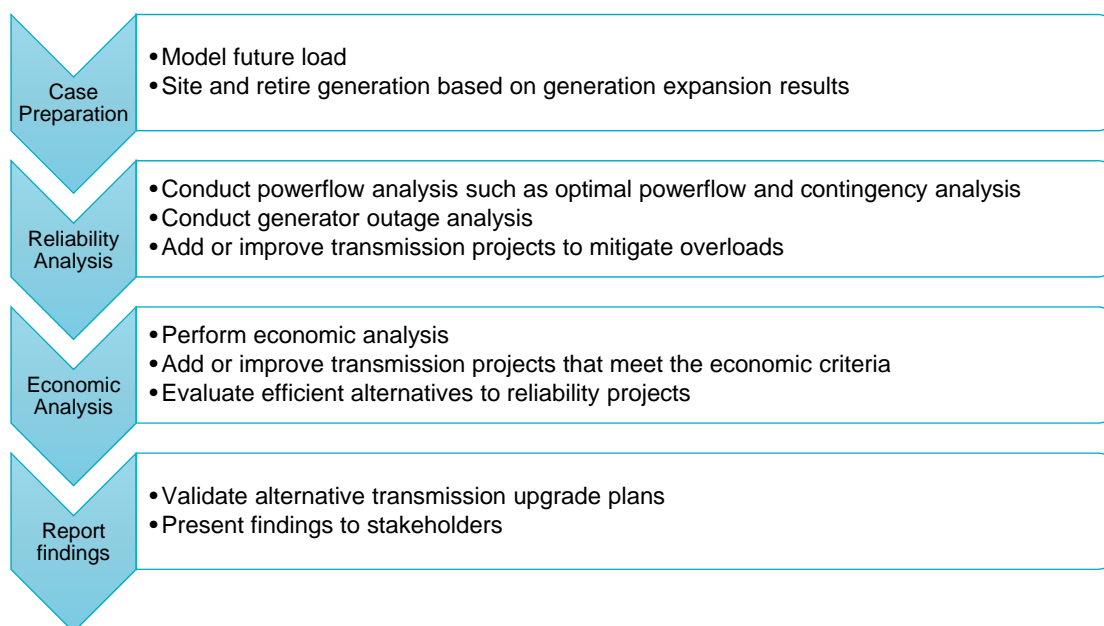 Case
Preparation
•Model future load
•Site and retire generation based on generation expansion results
Reliability
Analysis
•Conduct powerflow analysis such as optimal powerflow and contingency analysis
•Conduct generator outage analysis
•Add or improve transmission projects to mitigate overloads
Economic
Analysis
•Perform economic analysis
•Add or improve transmission projects that meet the economic criteria
•Evaluate efficient alternatives to reliability projects
Report
findings
•Validate alternative transmission upgrade plans
•Present findings to stakeholders